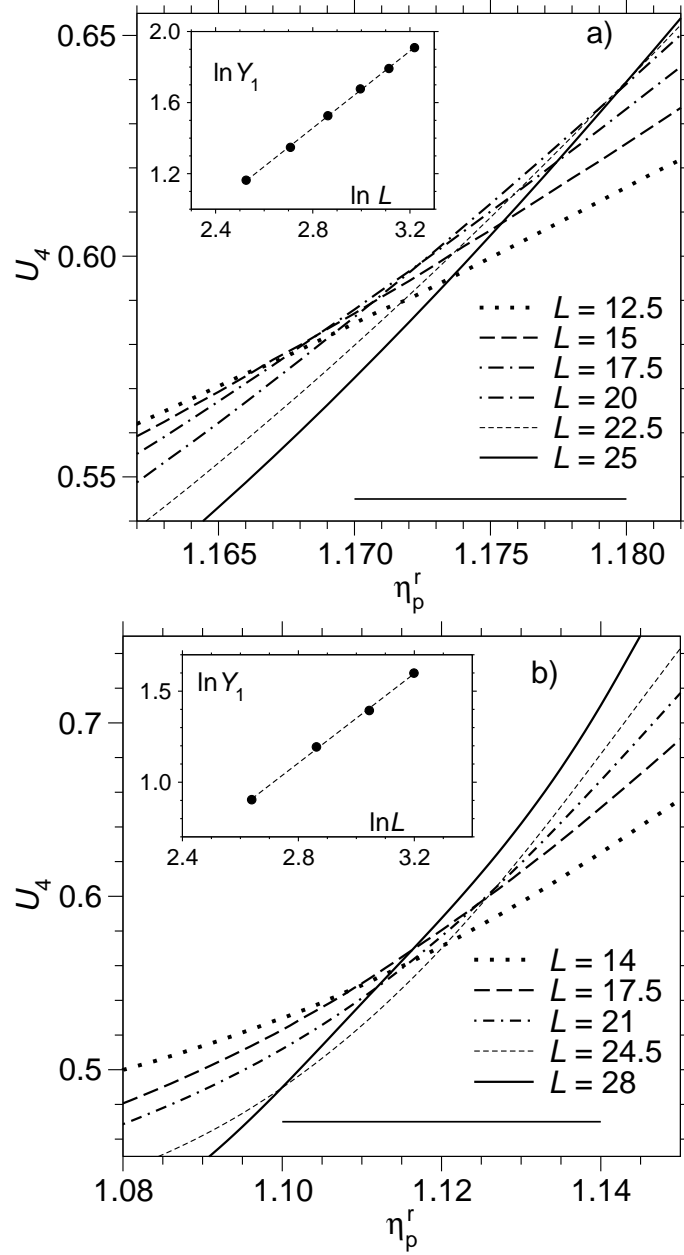 a)
ln Y1
2.0
1.6
1.2
ln L
2.4 2.8 3.2
U4
0.65
0.60
0.55
L = 12.5
L = 15
L = 17.5
L = 20
L = 22.5
L = 25
1.165 1.170 1.175 1.180
ηpr
b)
ln Y1
1.5
1.0
ln L
2.4 2.8 3.2
U4
0.7
0.6
0.5
L = 14
L = 17.5
L = 21
L = 24.5
L = 28
1.08 1.10 1.12 1.14
ηpr